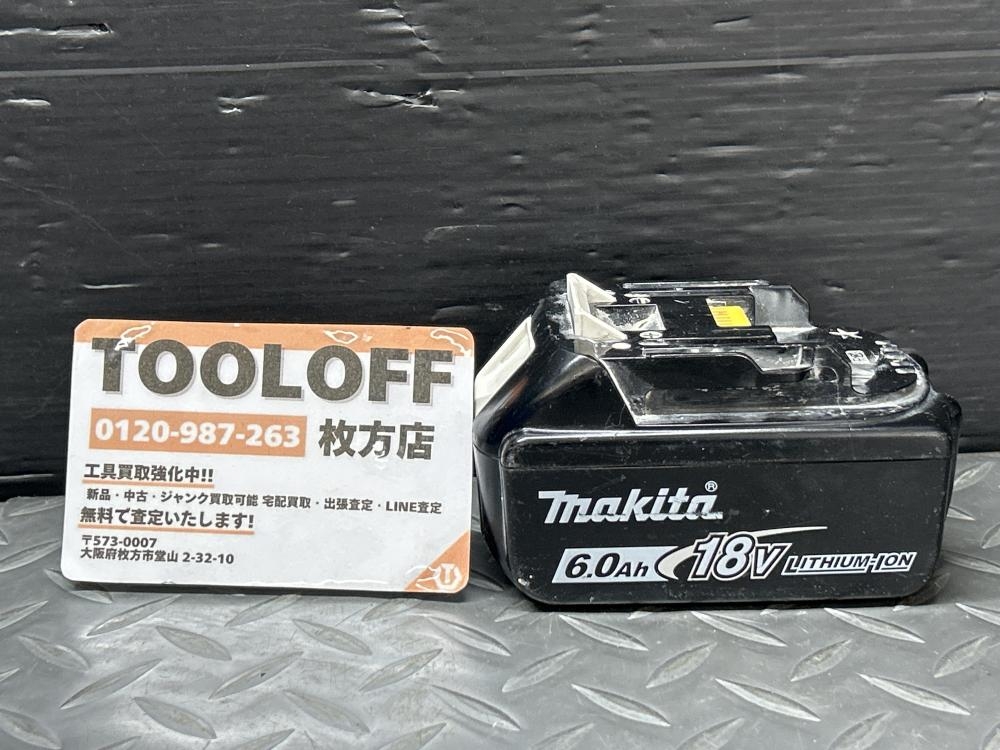 TOOLOFF
0120-987-263 枚方店
工具買取強化中!!
新品・中古・ジャンク買取可能 宅配買取・出張査定・LINE査定
無料で査定いたします!
〒573-0007
大阪府枚方市堂山 2-32-10
T
makita®
6.0Ah 18V LITHIUM-ION